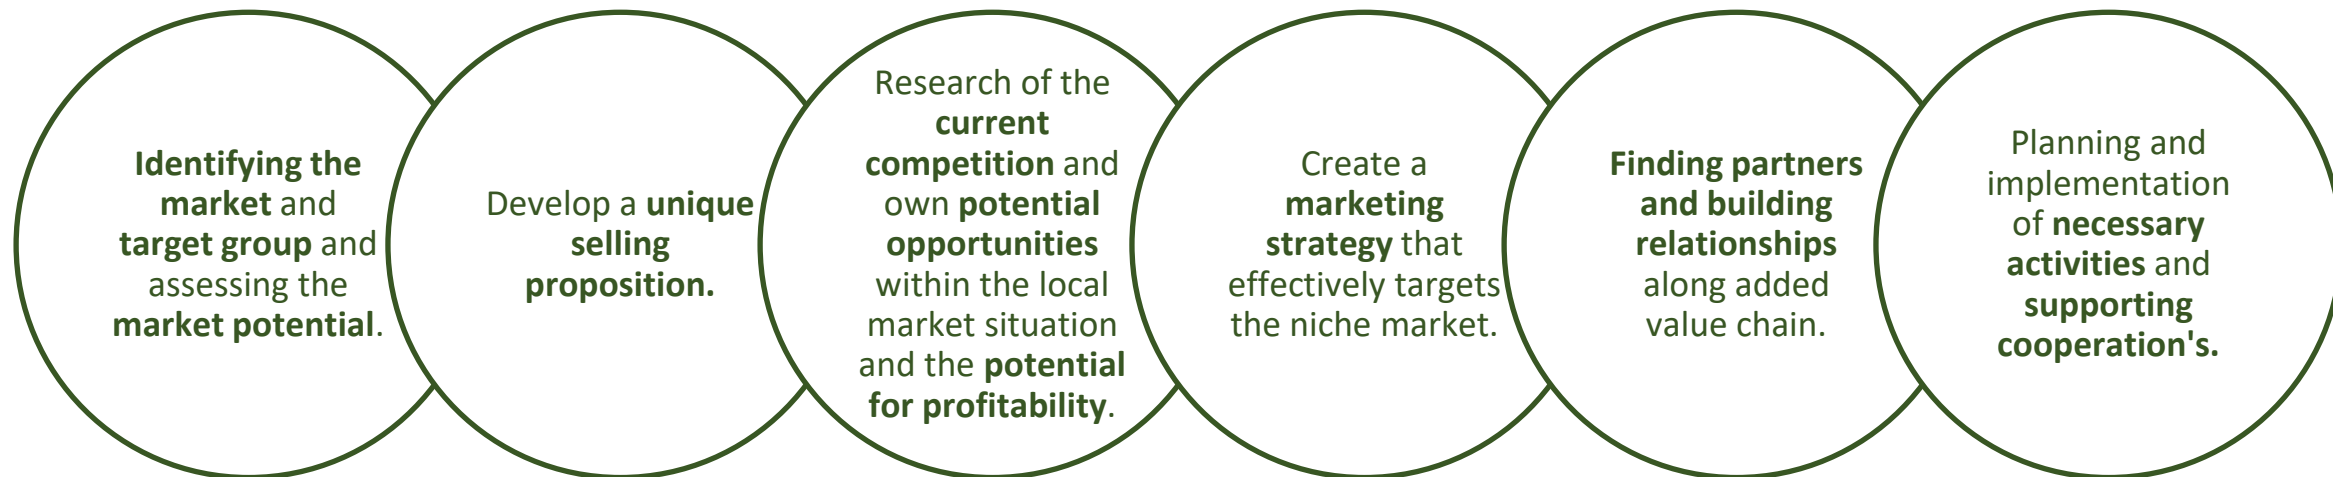 Identifying the
market and
target group and
assessing the
market potential.
Develop a unique
selling
proposition.
Research of the
current
competition and
own potential
opportunities
within the local
market situation
and the potential
for profitability.
Create a
marketing
strategy that
effectively targets
the niche market.
Finding partners
and building
relationships
along added
value chain.
Planning and
implementation
of necessary
activities and
supporting
cooperation's.